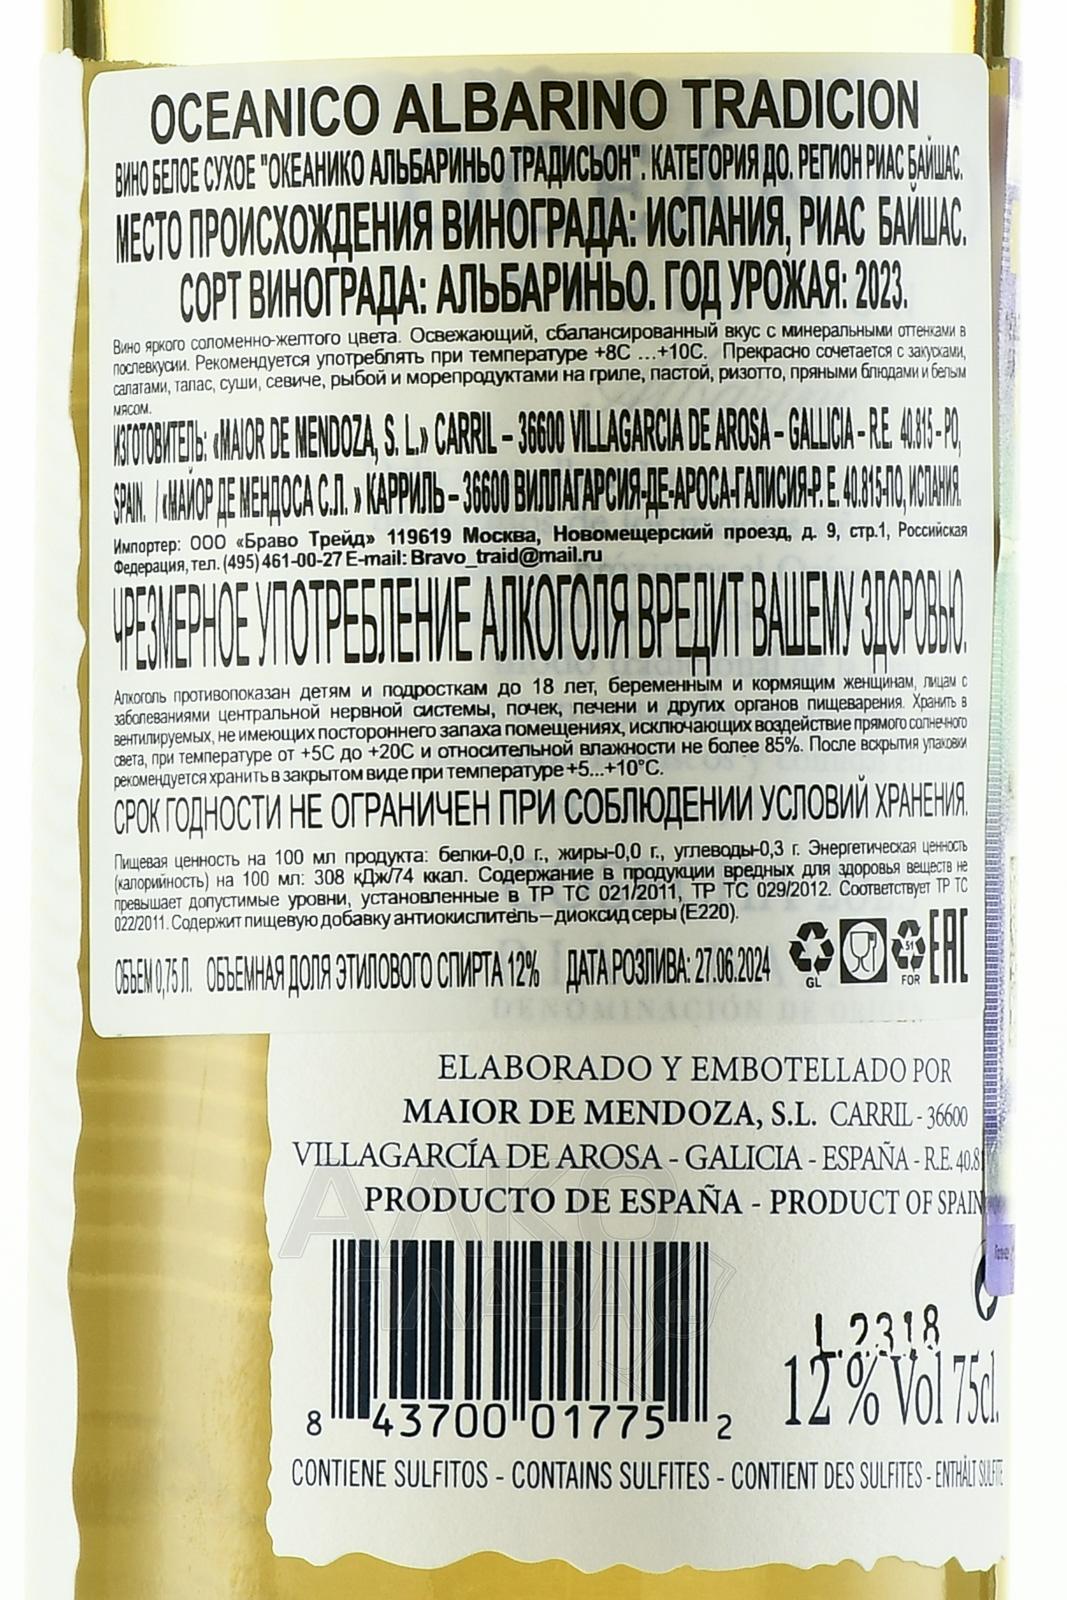 OCEANICO ALBARINO TRADICION
ВИНО БЕЛОЕ СУХОЕ "ОКЕАНИКО АЛЬБАРИНЬО ТРАДИСЬОН". КАТЕГОРИЯ ДО. РЕГИОН РИАС БАЙШАС.
МЕСТО ПРОИСХОЖДЕНИЯ ВИНОГРАДА: ИСПАНИЯ, РИАС БАЙШАС.
СОРТ ВИНОГРАДА: АЛЬБАРИНЬО. ГОД УРОЖАЯ: 2023.
Вино яркого соломенно-желтого цвета. Освежающий, сбалансированный вкус с минеральными оттенками в
послевкусии. Рекомендуется употреблять при температуре +8С ...+10С. Прекрасно сочетается с закусками,
салатами, тапас, суши, севиче, рыбой и морепродуктами на гриле, пастой, ризотто, пряными блюдами и белым
мясом.
ИЗГОТОВИТЕЛЬ: «MAIOR DE MENDOZA, S. L.» CARRIL – 36600 VILLAGARCIA DE AROSA – GALLICIA – R.E. 40.815 – PO,
SPAIN. / «МАЙОР ДЕ МЕНДОСА С.Л. » КАРРИЛЬ – 36600 ВИЛЛАГАРСИЯ-ДЕ-АРОСА-ГАЛИСИЯ-Р. Е. 40.815-ПО, ИСПАНИЯ.
Импортер: ООО «Браво Трейд» 119619 Москва, Новомещерский проезд, д. 9, стр.1, Российская
Федерация, тел. (495) 461-00-27 E-mail: Bravo_traid@mail.ru
ЧРЕЗМЕРНОЕ УПОТРЕБЛЕНИЕ АЛКОГОЛЯ ВРЕДИТ ВАШЕМУ ЗДОРОВЬЮ.
Алкоголь противопоказан детям и подросткам до 18 лет, беременным и кормящим женщинам, лицам с
заболеваниями центральной нервной системы, почек, печени и других органов пищеварения. Хранить в
вентилируемых, не имеющих постороннего запаха помещениях, исключающих воздействие прямого солнечного
света, при температуре от +5С до +20С и относительной влажности не более 85%. После вскрытия упаковки
рекомендуется хранить в закрытом виде при температуре +5...+10°С.
СРОК ГОДНОСТИ НЕ ОГРАНИЧЕН ПРИ СОБЛЮДЕНИИ УСЛОВИЙ ХРАНЕНИЯ.
Пищевая ценность на 100 мл продукта: белки-0,0 г., жиры-0,0 г., углеводы-0,3 г. Энергетическая ценность
(калорийность) на 100 мл: 308 кДж/74 ккал. Содержание в продукции вредных для здоровья веществ не
превышает допустимые уровни, установленные в ТР ТС 021/2011, ТР ТС 029/2012. Соответствует ТР ТС
022/2011. Содержит пищевую добавку антиокислитель – диоксид серы (Е220).
ОБЪЕМ 0,75 Л. ОБЪЕМНАЯ ДОЛЯ ЭТИЛОВОГО СПИРТА 12% ДАТА РОЗЛИВА: 27.06.2024
GL 51 FOR EAC
DENOMINACIÓN DE ORIGEN
ELABORADO Y EMBOTELLADO POR
MAIOR DE MENDOZA, S.L. CARRIL - 36600
VILLAGARCÍA DE AROSA - GALICIA - ESPAÑA - R.E. 40.8
PRODUCTO DE ESPAÑA - PRODUCT OF SPAIN
АЛКО ПЛАВА
L.2318
12 % Vol 75cl.
8 43700 01775 2
CONTIENE SULFITOS - CONTAINS SULFITES - CONTIENT DES SULFITES - ENTHÄLT SULFITE